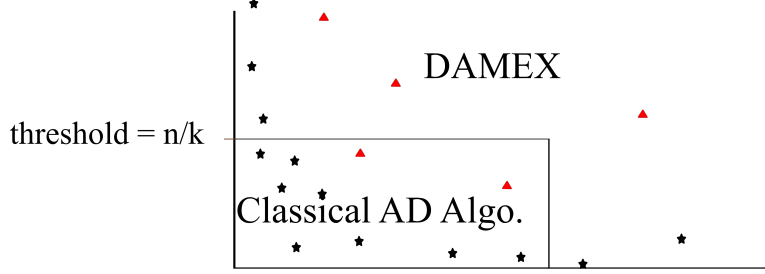 DAMEX
threshold = n/k
Classical AD Algo.